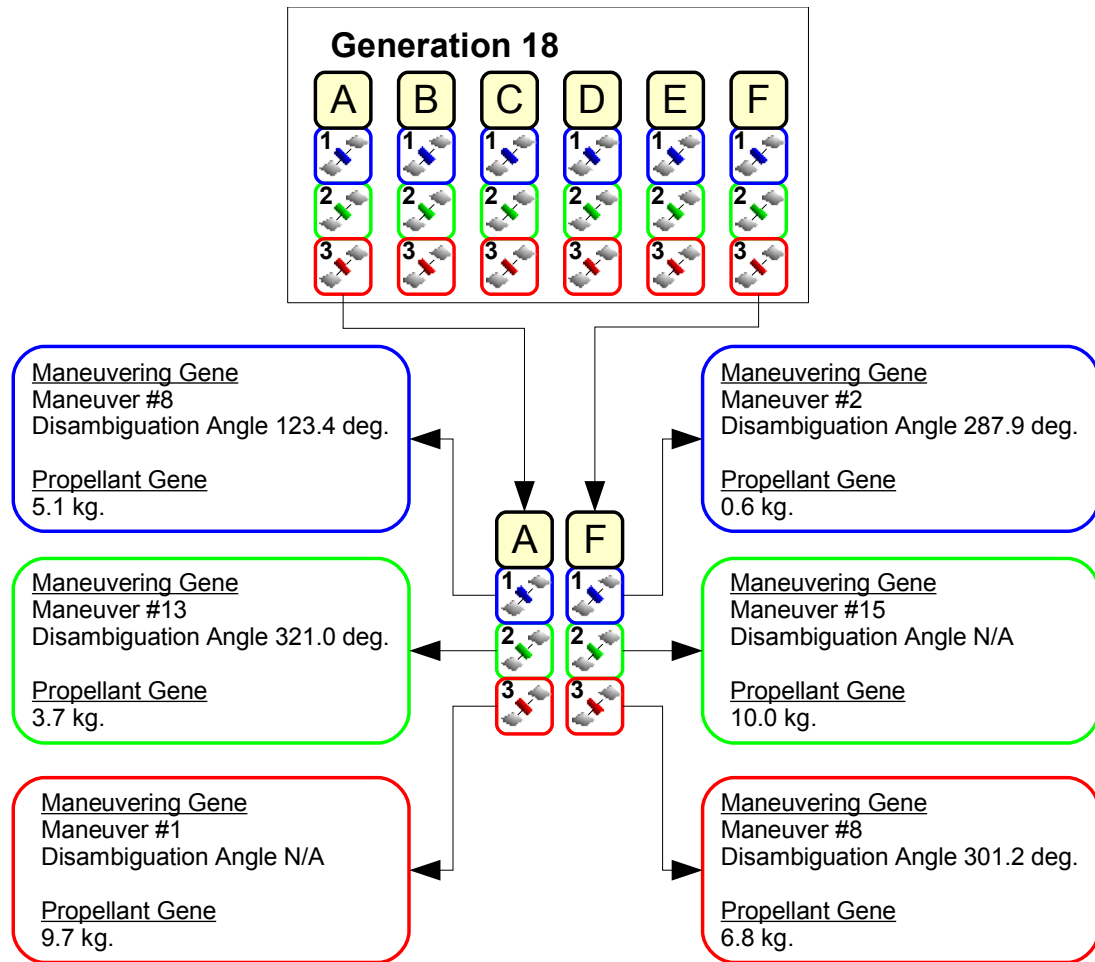 Generation 18
A B C D E F
1 1 1 1 1 1
2 2 2 2 2 2
3 3 3 3 3 3
Maneuvering Gene
Maneuver #8
Disambiguation Angle 123.4 deg.
Propellant Gene
5.1 kg.
Maneuvering Gene
Maneuver #2
Disambiguation Angle 287.9 deg.
Propellant Gene
0.6 kg.
A F
1 1
2 2
3 3
Maneuvering Gene
Maneuver #13
Disambiguation Angle 321.0 deg.
Propellant Gene
3.7 kg.
Maneuvering Gene
Maneuver #15
Disambiguation Angle N/A
Propellant Gene
10.0 kg.
Maneuvering Gene
Maneuver #1
Disambiguation Angle N/A
Propellant Gene
9.7 kg.
Maneuvering Gene
Maneuver #8
Disambiguation Angle 301.2 deg.
Propellant Gene
6.8 kg.